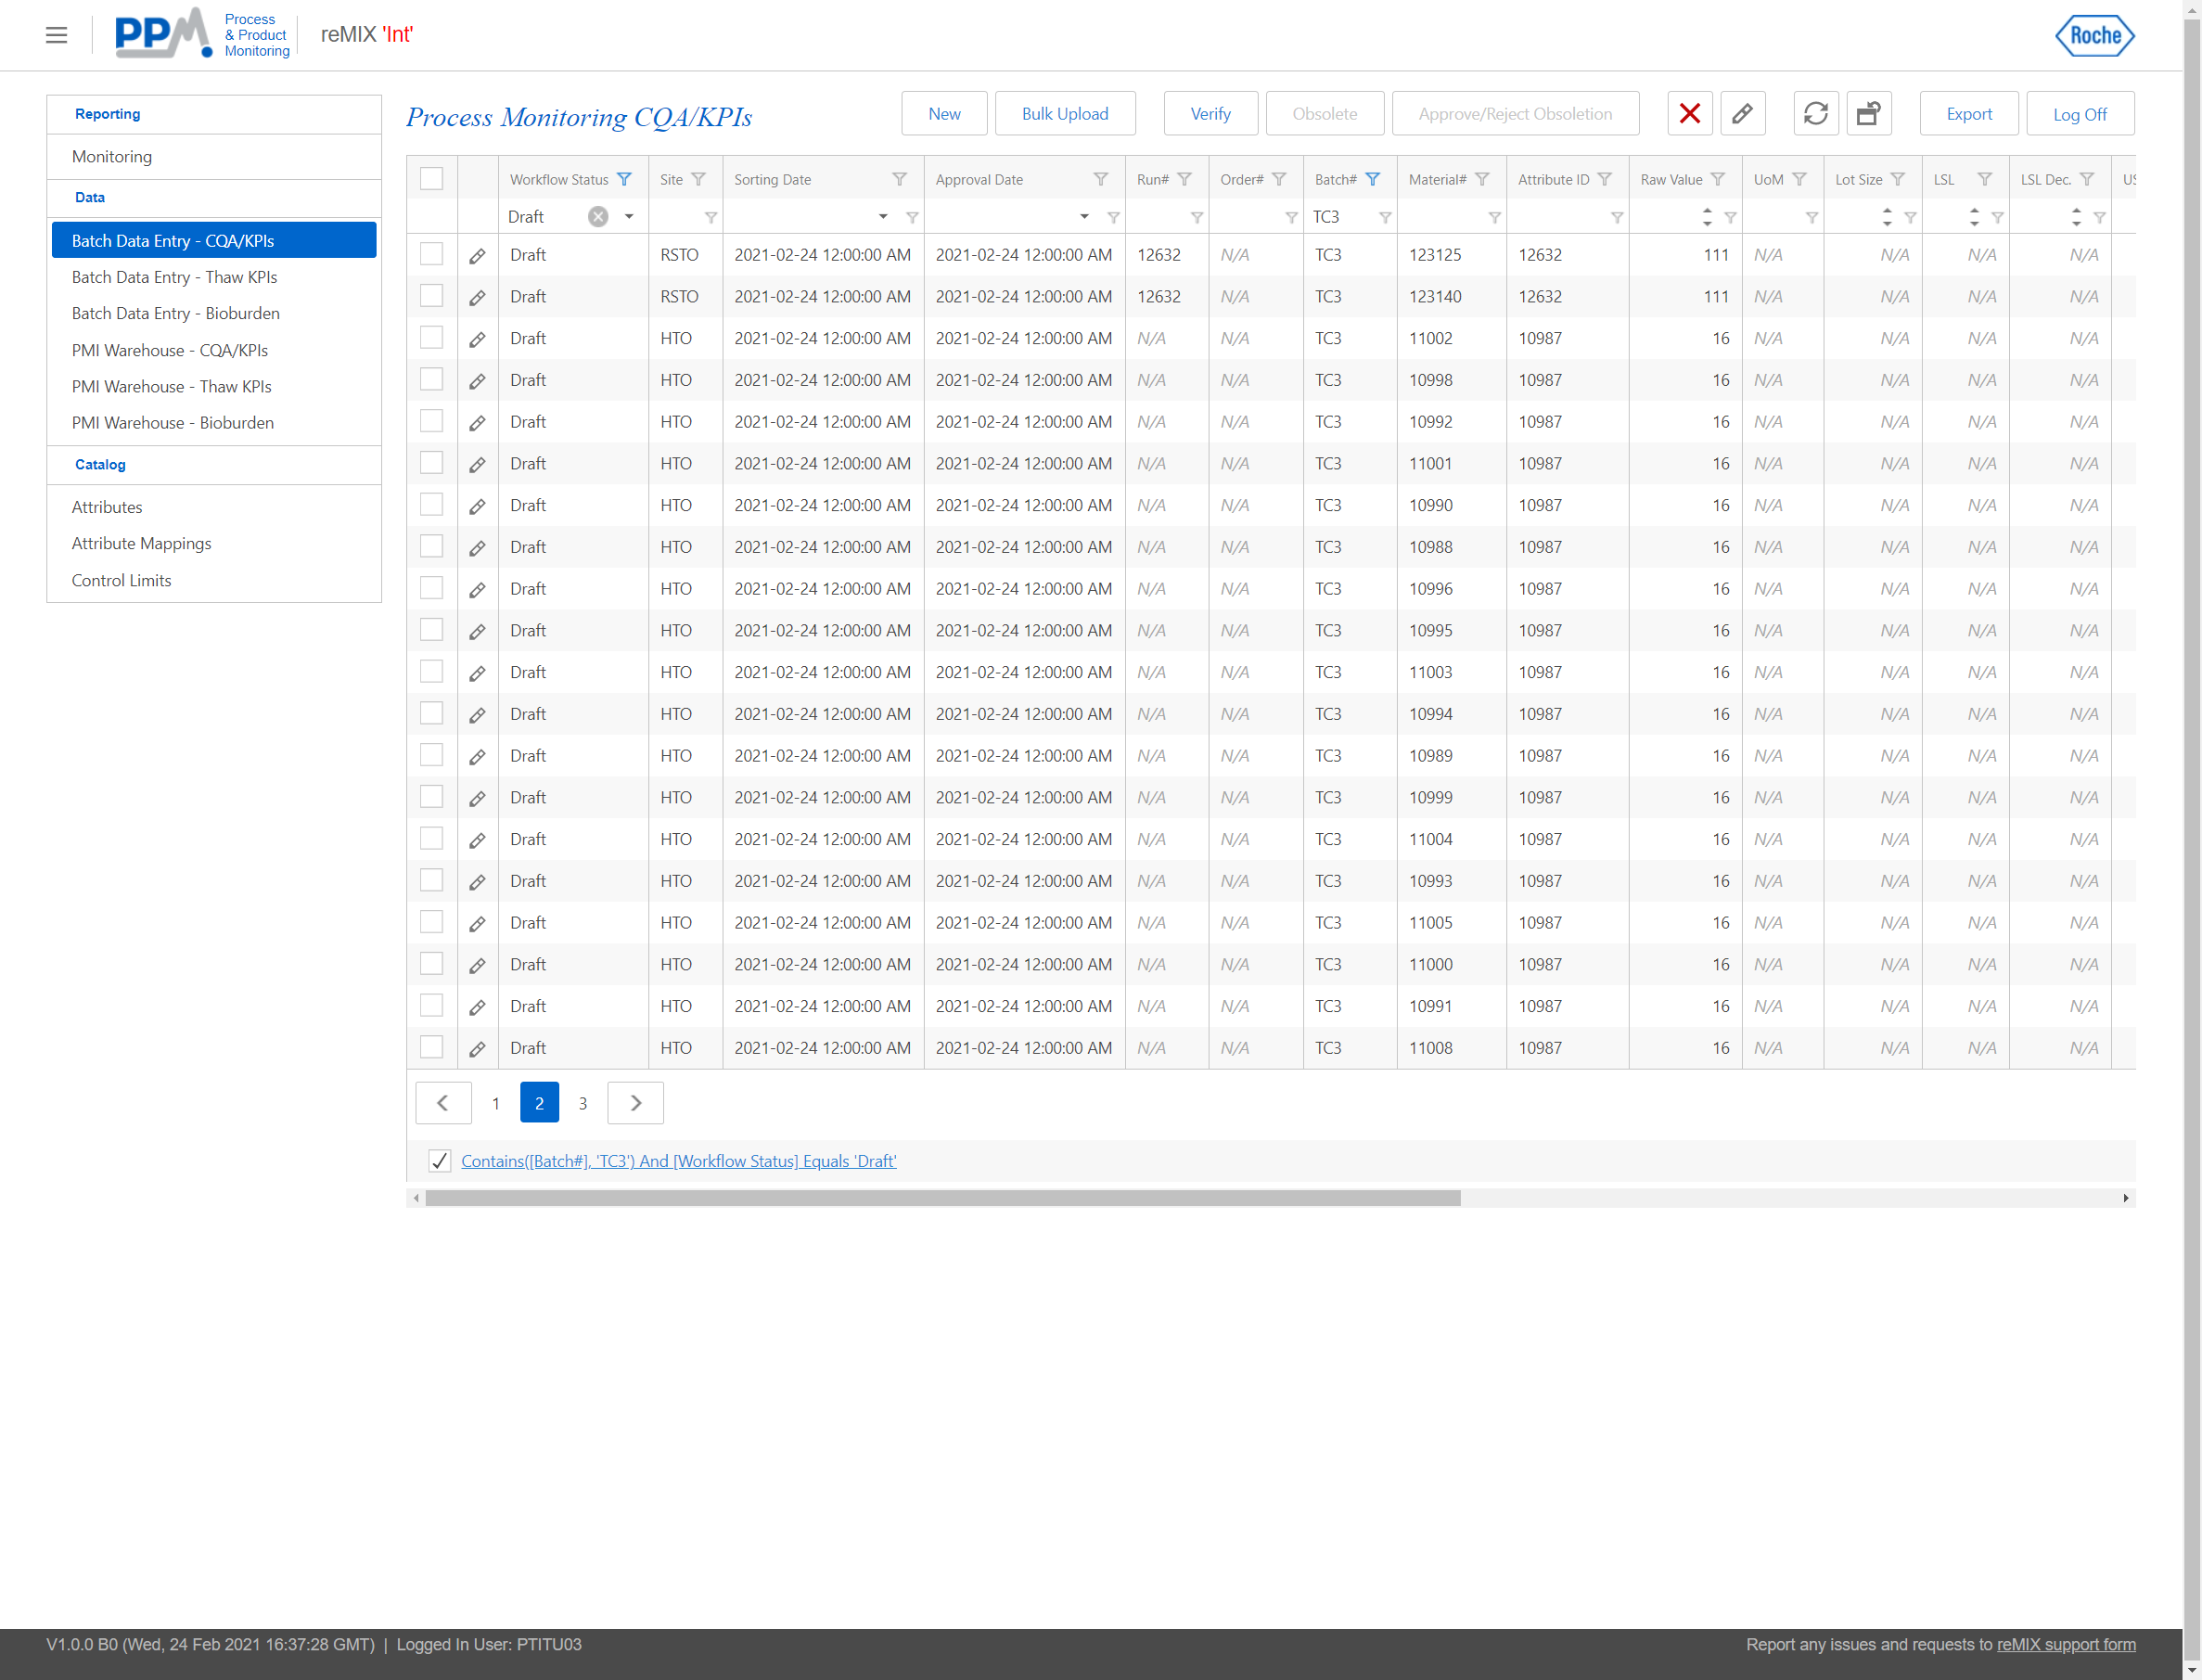 PPM Process
& Product
Monitoring
reMIX 'Int'
Roche
Reporting
Monitoring
Data
Batch Data Entry - CQA/KPIs
Batch Data Entry - Thaw KPIs
Batch Data Entry - Bioburden
PMI Warehouse - CQA/KPIs
PMI Warehouse - Thaw KPIs
PMI Warehouse - Bioburden
Catalog
Attributes
Attribute Mappings
Control Limits
Process Monitoring CQA/KPIs New Bulk Upload Verify Obsolete Approve/Reject Obsoletion Export Log Off
Workflow Status Site Sorting Date Approval Date Run# Order# Batch# Material# Attribute ID Raw Value UoM Lot Size LSL LSL Dec. US
Draft TC3
Draft RSTO 2021-02-24 12:00:00 AM 2021-02-24 12:00:00 AM 12632 N/A TC3 123125 12632 111 N/A N/A N/A N/A
Draft RSTO 2021-02-24 12:00:00 AM 2021-02-24 12:00:00 AM 12632 N/A TC3 123140 12632 111 N/A N/A N/A N/A
Draft HTO 2021-02-24 12:00:00 AM 2021-02-24 12:00:00 AM N/A N/A TC3 11002 10987 16 N/A N/A N/A N/A
Draft HTO 2021-02-24 12:00:00 AM 2021-02-24 12:00:00 AM N/A N/A TC3 10998 10987 16 N/A N/A N/A N/A
Draft HTO 2021-02-24 12:00:00 AM 2021-02-24 12:00:00 AM N/A N/A TC3 10992 10987 16 N/A N/A N/A N/A
Draft HTO 2021-02-24 12:00:00 AM 2021-02-24 12:00:00 AM N/A N/A TC3 11001 10987 16 N/A N/A N/A N/A
Draft HTO 2021-02-24 12:00:00 AM 2021-02-24 12:00:00 AM N/A N/A TC3 10990 10987 16 N/A N/A N/A N/A
Draft HTO 2021-02-24 12:00:00 AM 2021-02-24 12:00:00 AM N/A N/A TC3 10988 10987 16 N/A N/A N/A N/A
Draft HTO 2021-02-24 12:00:00 AM 2021-02-24 12:00:00 AM N/A N/A TC3 10996 10987 16 N/A N/A N/A N/A
Draft HTO 2021-02-24 12:00:00 AM 2021-02-24 12:00:00 AM N/A N/A TC3 10995 10987 16 N/A N/A N/A N/A
Draft HTO 2021-02-24 12:00:00 AM 2021-02-24 12:00:00 AM N/A N/A TC3 11003 10987 16 N/A N/A N/A N/A
Draft HTO 2021-02-24 12:00:00 AM 2021-02-24 12:00:00 AM N/A N/A TC3 10994 10987 16 N/A N/A N/A N/A
Draft HTO 2021-02-24 12:00:00 AM 2021-02-24 12:00:00 AM N/A N/A TC3 10989 10987 16 N/A N/A N/A N/A
Draft HTO 2021-02-24 12:00:00 AM 2021-02-24 12:00:00 AM N/A N/A TC3 10999 10987 16 N/A N/A N/A N/A
Draft HTO 2021-02-24 12:00:00 AM 2021-02-24 12:00:00 AM N/A N/A TC3 11004 10987 16 N/A N/A N/A N/A
Draft HTO 2021-02-24 12:00:00 AM 2021-02-24 12:00:00 AM N/A N/A TC3 10993 10987 16 N/A N/A N/A N/A
Draft HTO 2021-02-24 12:00:00 AM 2021-02-24 12:00:00 AM N/A N/A TC3 11005 10987 16 N/A N/A N/A N/A
Draft HTO 2021-02-24 12:00:00 AM 2021-02-24 12:00:00 AM N/A N/A TC3 11000 10987 16 N/A N/A N/A N/A
Draft HTO 2021-02-24 12:00:00 AM 2021-02-24 12:00:00 AM N/A N/A TC3 10991 10987 16 N/A N/A N/A N/A
Draft HTO 2021-02-24 12:00:00 AM 2021-02-24 12:00:00 AM N/A N/A TC3 11008 10987 16 N/A N/A N/A N/A
1 2 3
Contains([Batch#], 'TC3') And [Workflow Status] Equals 'Draft'
V1.0.0 B0 (Wed, 24 Feb 2021 16:37:28 GMT) | Logged In User: PTITU03 Report any issues and requests to reMIX support form